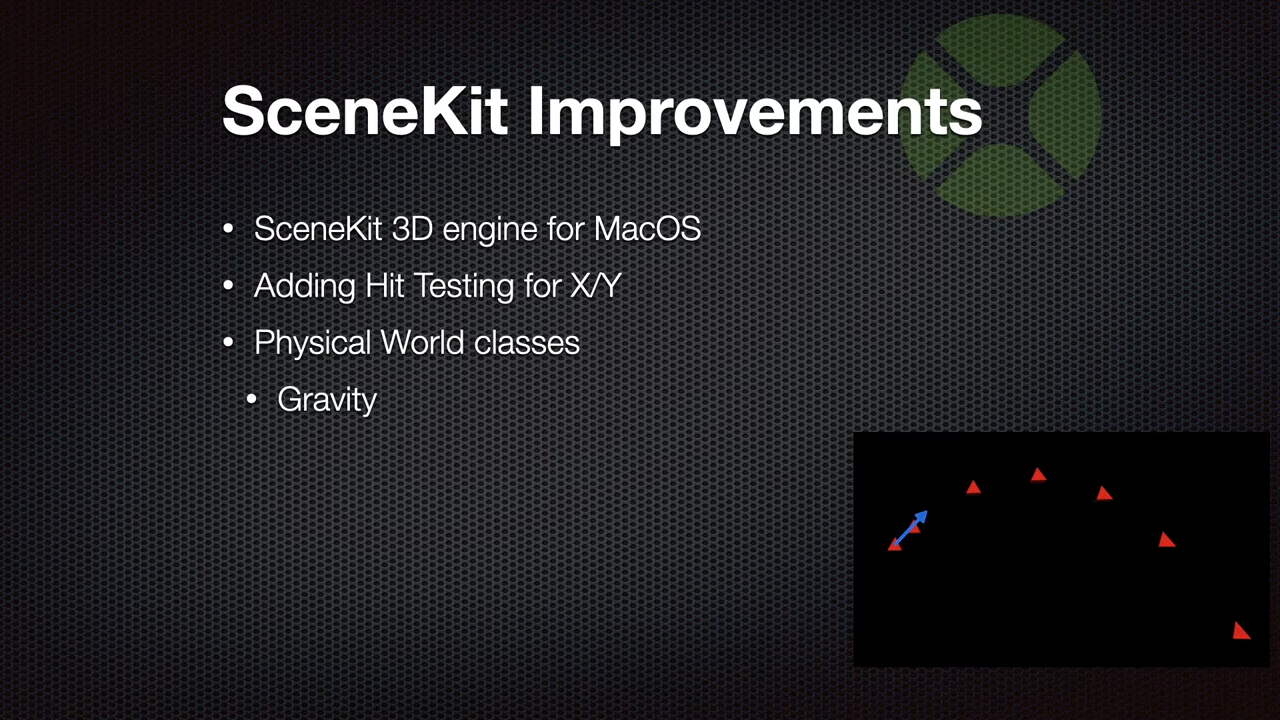 SceneKit Improvements
• SceneKit 3D engine for MacOS
• Adding Hit Testing for X/Y
• Physical World classes
• Gravity